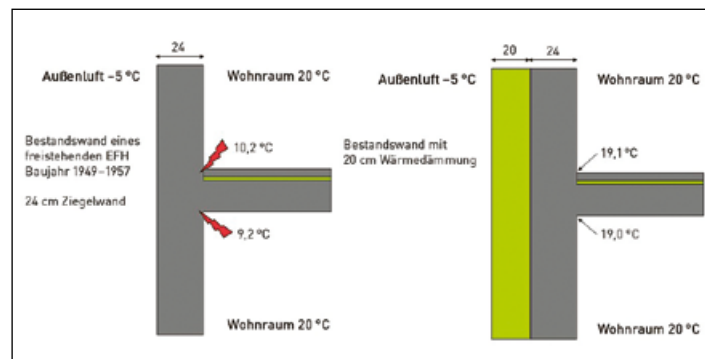 24
Außenluft –5 °C
Wohnraum 20 °C
Bestandswand eines
freistehenden EFH
Baujahr 1949–1957
24 cm Ziegelwand
10,2 °C
9,2 °C
Wohnraum 20 °C
20 24
Außenluft –5 °C
Wohnraum 20 °C
Bestandswand mit
20 cm Wärmedämmung
19,1 °C
19,0 °C
Wohnraum 20 °C